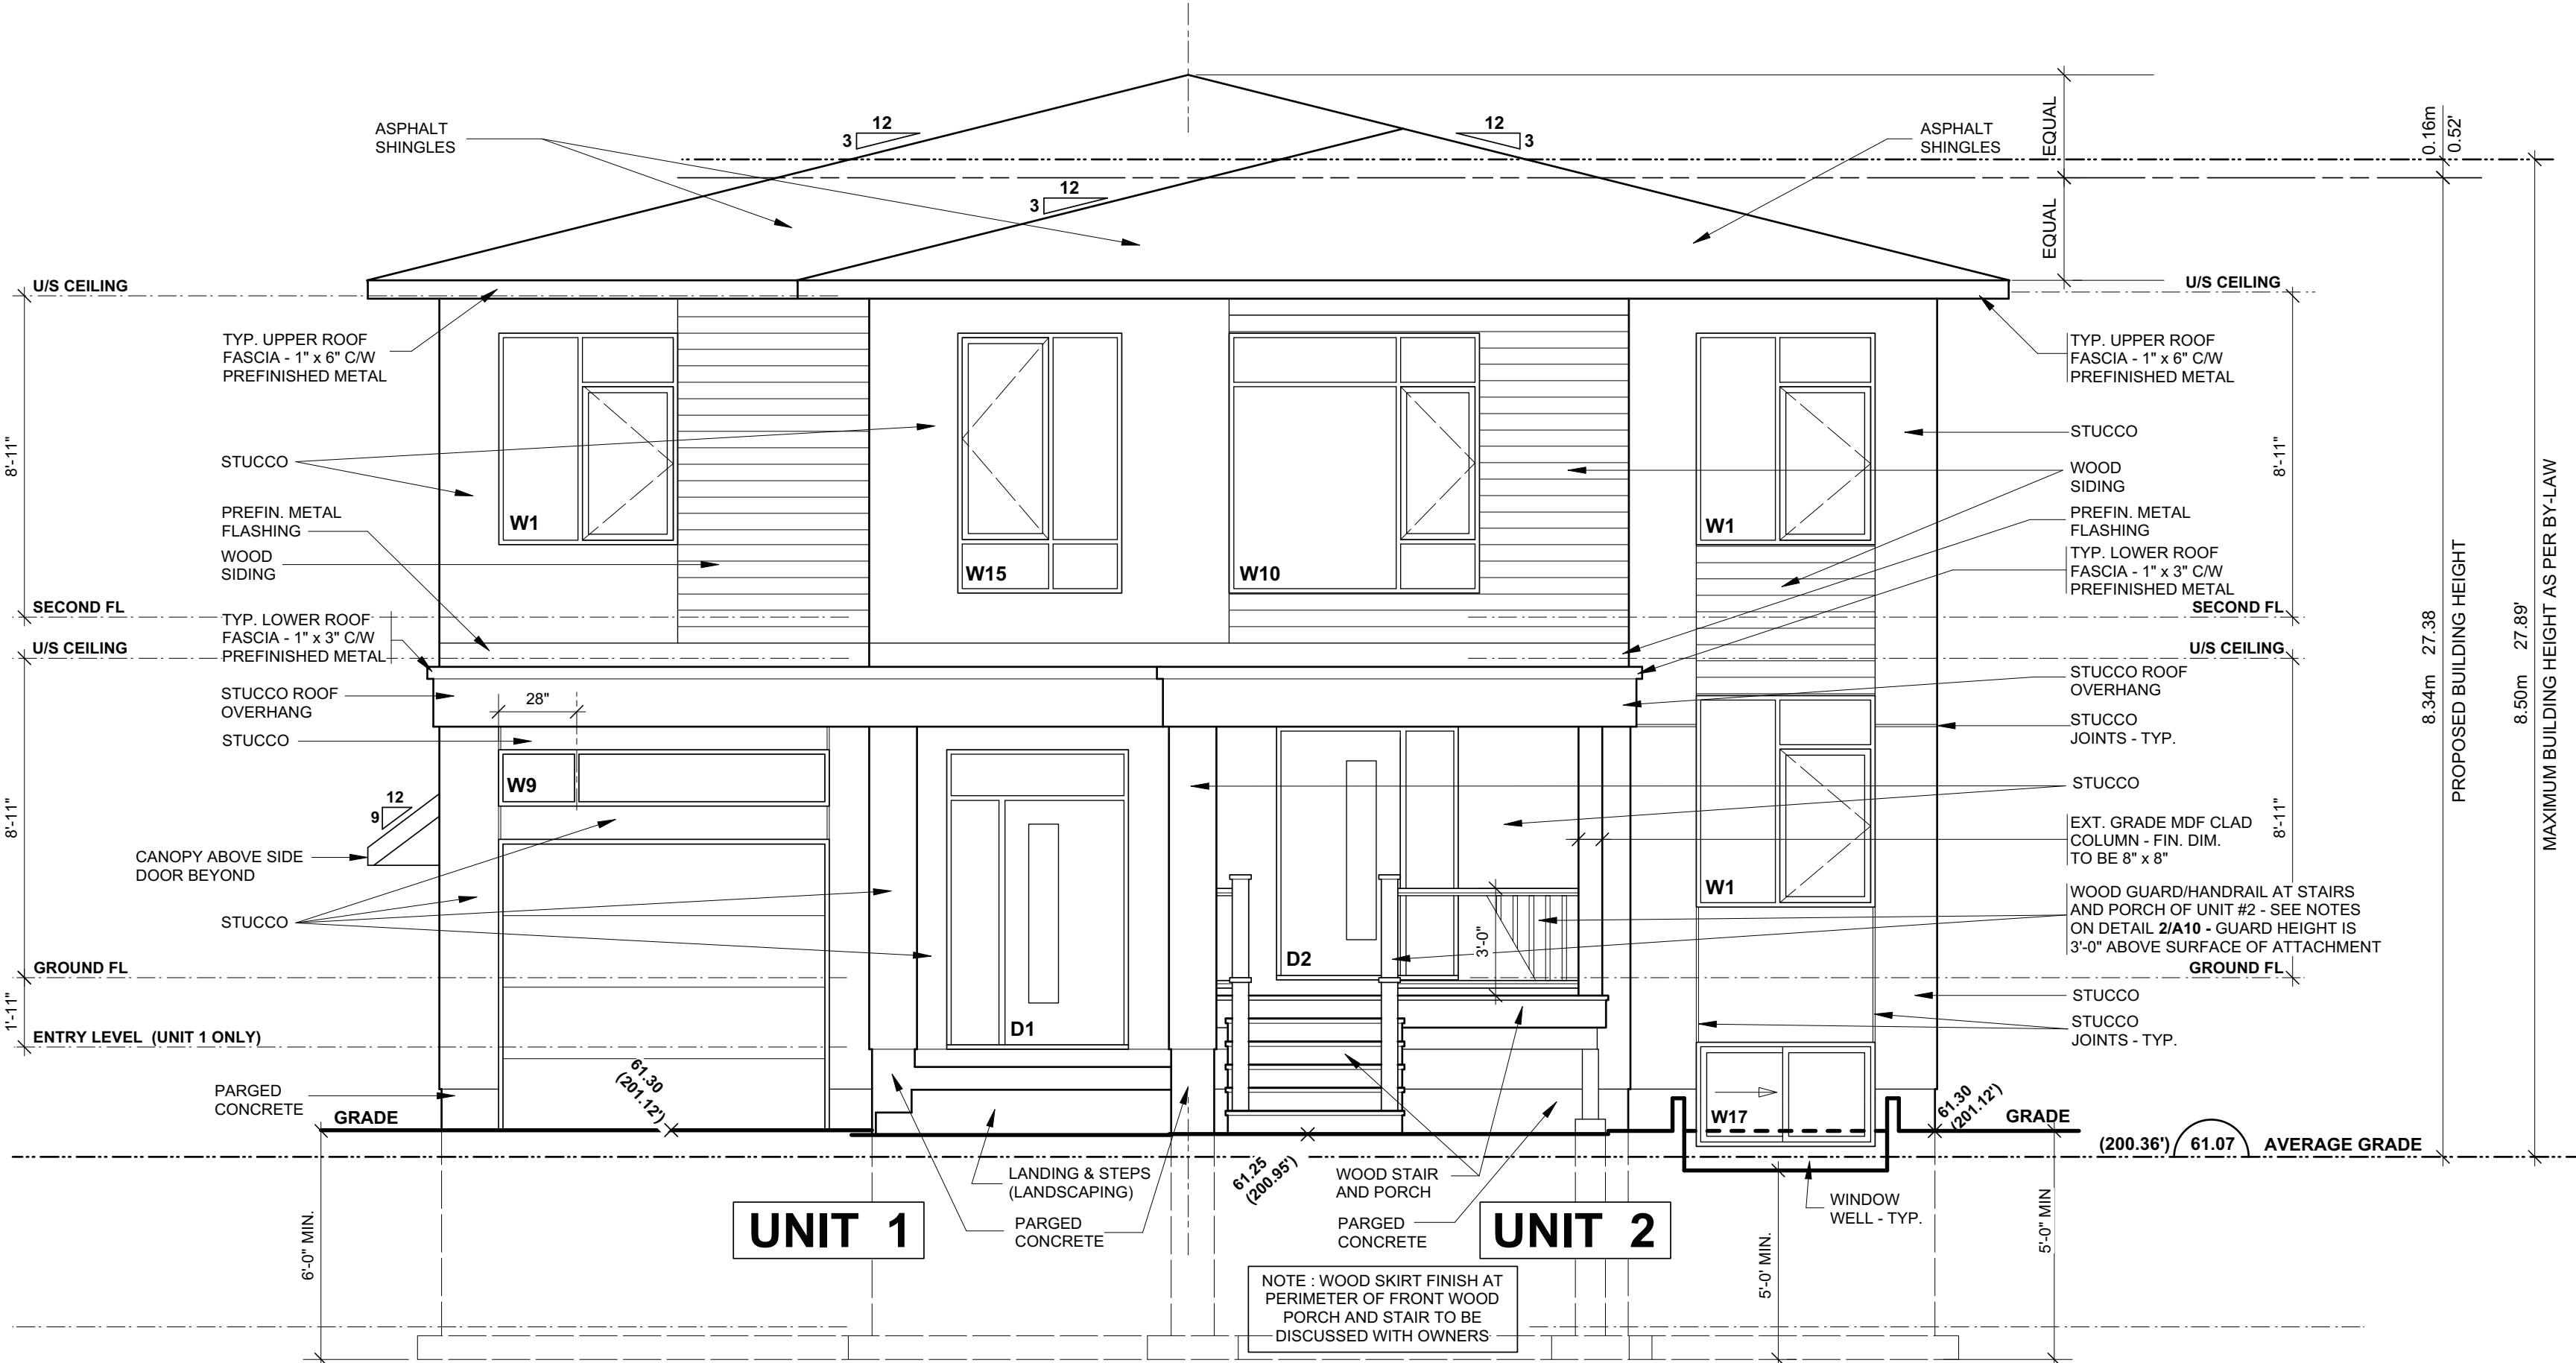 ASPHALT
SHINGLES
12
3
12
3
12
3
ASPHALT
SHINGLES
EQUAL
EQUAL
0.16m
0.52'
U/S CEILING
8'-11"
SECOND FL
U/S CEILING
8'-11"
GROUND FL
1'-11"
ENTRY LEVEL (UNIT 1 ONLY)
TYP. UPPER ROOF
FASCIA - 1" x 6" C/W
PREFINISHED METAL
STUCCO
PREFIN. METAL
FLASHING
WOOD
SIDING
TYP. LOWER ROOF
FASCIA - 1" x 3" C/W
PREFINISHED METAL
STUCCO ROOF
OVERHANG
28"
STUCCO
12
9
CANOPY ABOVE SIDE
DOOR BEYOND
STUCCO
PARGED
CONCRETE
GRADE
6'-0" MIN.
61.30
(201.12')
W1
W15
W10
W1
W9
D1
D2
3'-0"
W1
W17
U/S CEILING
8'-11"
TYP. UPPER ROOF
FASCIA - 1" x 6" C/W
PREFINISHED METAL
STUCCO
WOOD
SIDING
PREFIN. METAL
FLASHING
TYP. LOWER ROOF
FASCIA - 1" x 3" C/W
PREFINISHED METAL
SECOND FL
U/S CEILING
STUCCO ROOF
OVERHANG
STUCCO
JOINTS - TYP.
STUCCO
8'-11"
EXT. GRADE MDF CLAD
COLUMN - FIN. DIM.
TO BE 8" x 8"
WOOD GUARD/HANDRAIL AT STAIRS
AND PORCH OF UNIT #2 - SEE NOTES
ON DETAIL 2/A10 - GUARD HEIGHT IS
3'-0" ABOVE SURFACE OF ATTACHMENT
GROUND FL
STUCCO
STUCCO
JOINTS - TYP.
8.34m 27.38
PROPOSED BUILDING HEIGHT
8.50m 27.89'
MAXIMUM BUILDING HEIGHT AS PER BY-LAW
61.30
(201.12')
GRADE
(200.36') 61.07 AVERAGE GRADE
LANDING & STEPS
(LANDSCAPING)
PARGED
CONCRETE
61.25
(200.95')
WOOD STAIR
AND PORCH
PARGED
CONCRETE
WINDOW
WELL - TYP.
5'-0' MIN.
5'-0" MIN
UNIT 1
UNIT 2
NOTE : WOOD SKIRT FINISH AT
PERIMETER OF FRONT WOOD
PORCH AND STAIR TO BE
DISCUSSED WITH OWNERS